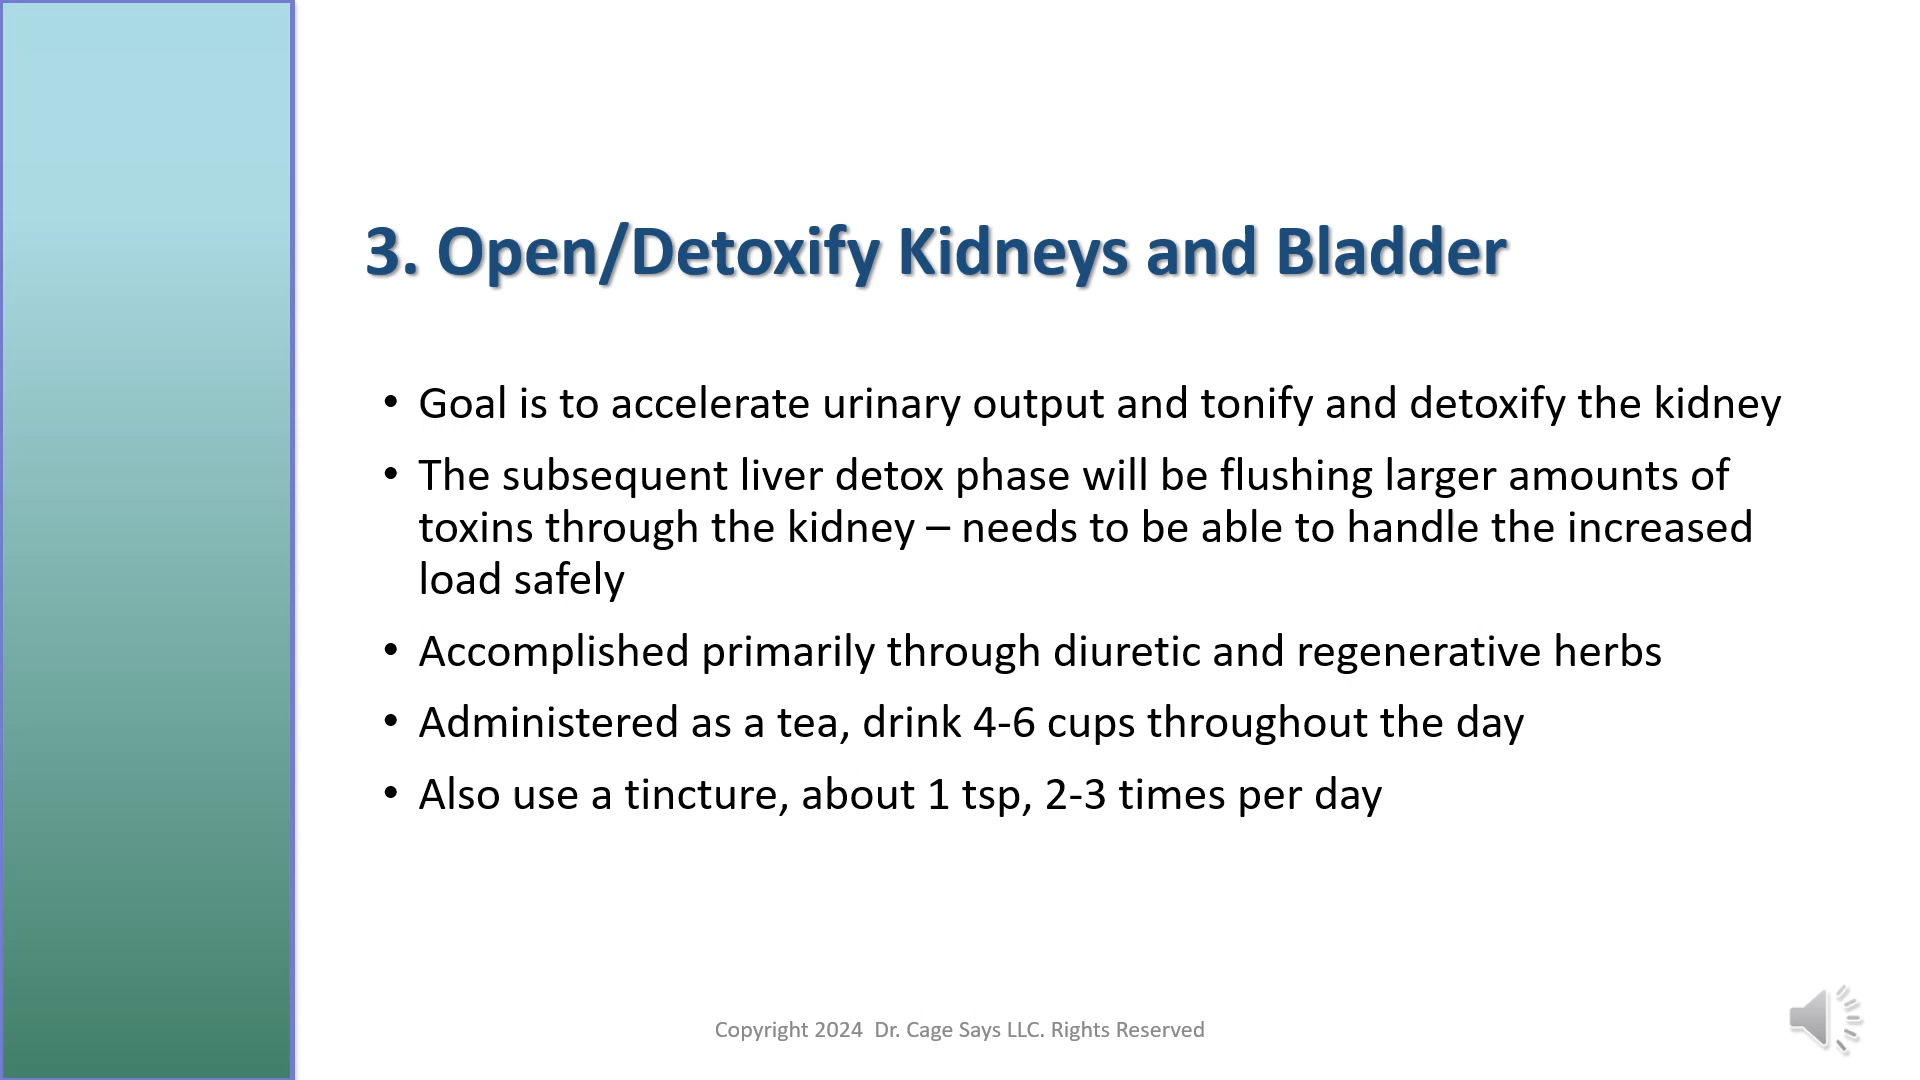 3. Open/Detoxify Kidneys and Bladder
• Goal is to accelerate urinary output and tonify and detoxify the kidney
• The subsequent liver detox phase will be flushing larger amounts of
toxins through the kidney – needs to be able to handle the increased
load safely
• Accomplished primarily through diuretic and regenerative herbs
• Administered as a tea, drink 4-6 cups throughout the day
• Also use a tincture, about 1 tsp, 2-3 times per day
Copyright 2024  Dr. Cage Says LLC. Rights Reserved